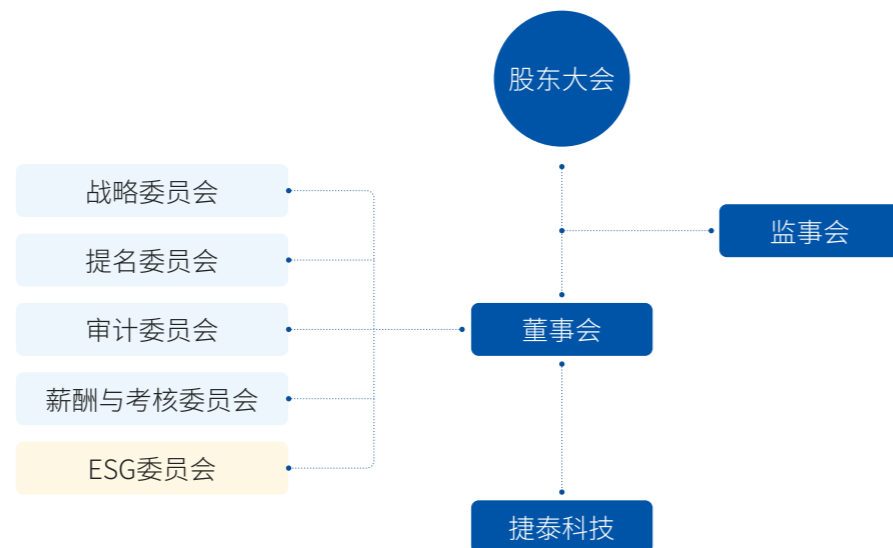 股东大会
战略委员会
监事会
提名委员会
审计委员会
董事会
薪酬与考核委员会
ESG委员会
捷泰科技